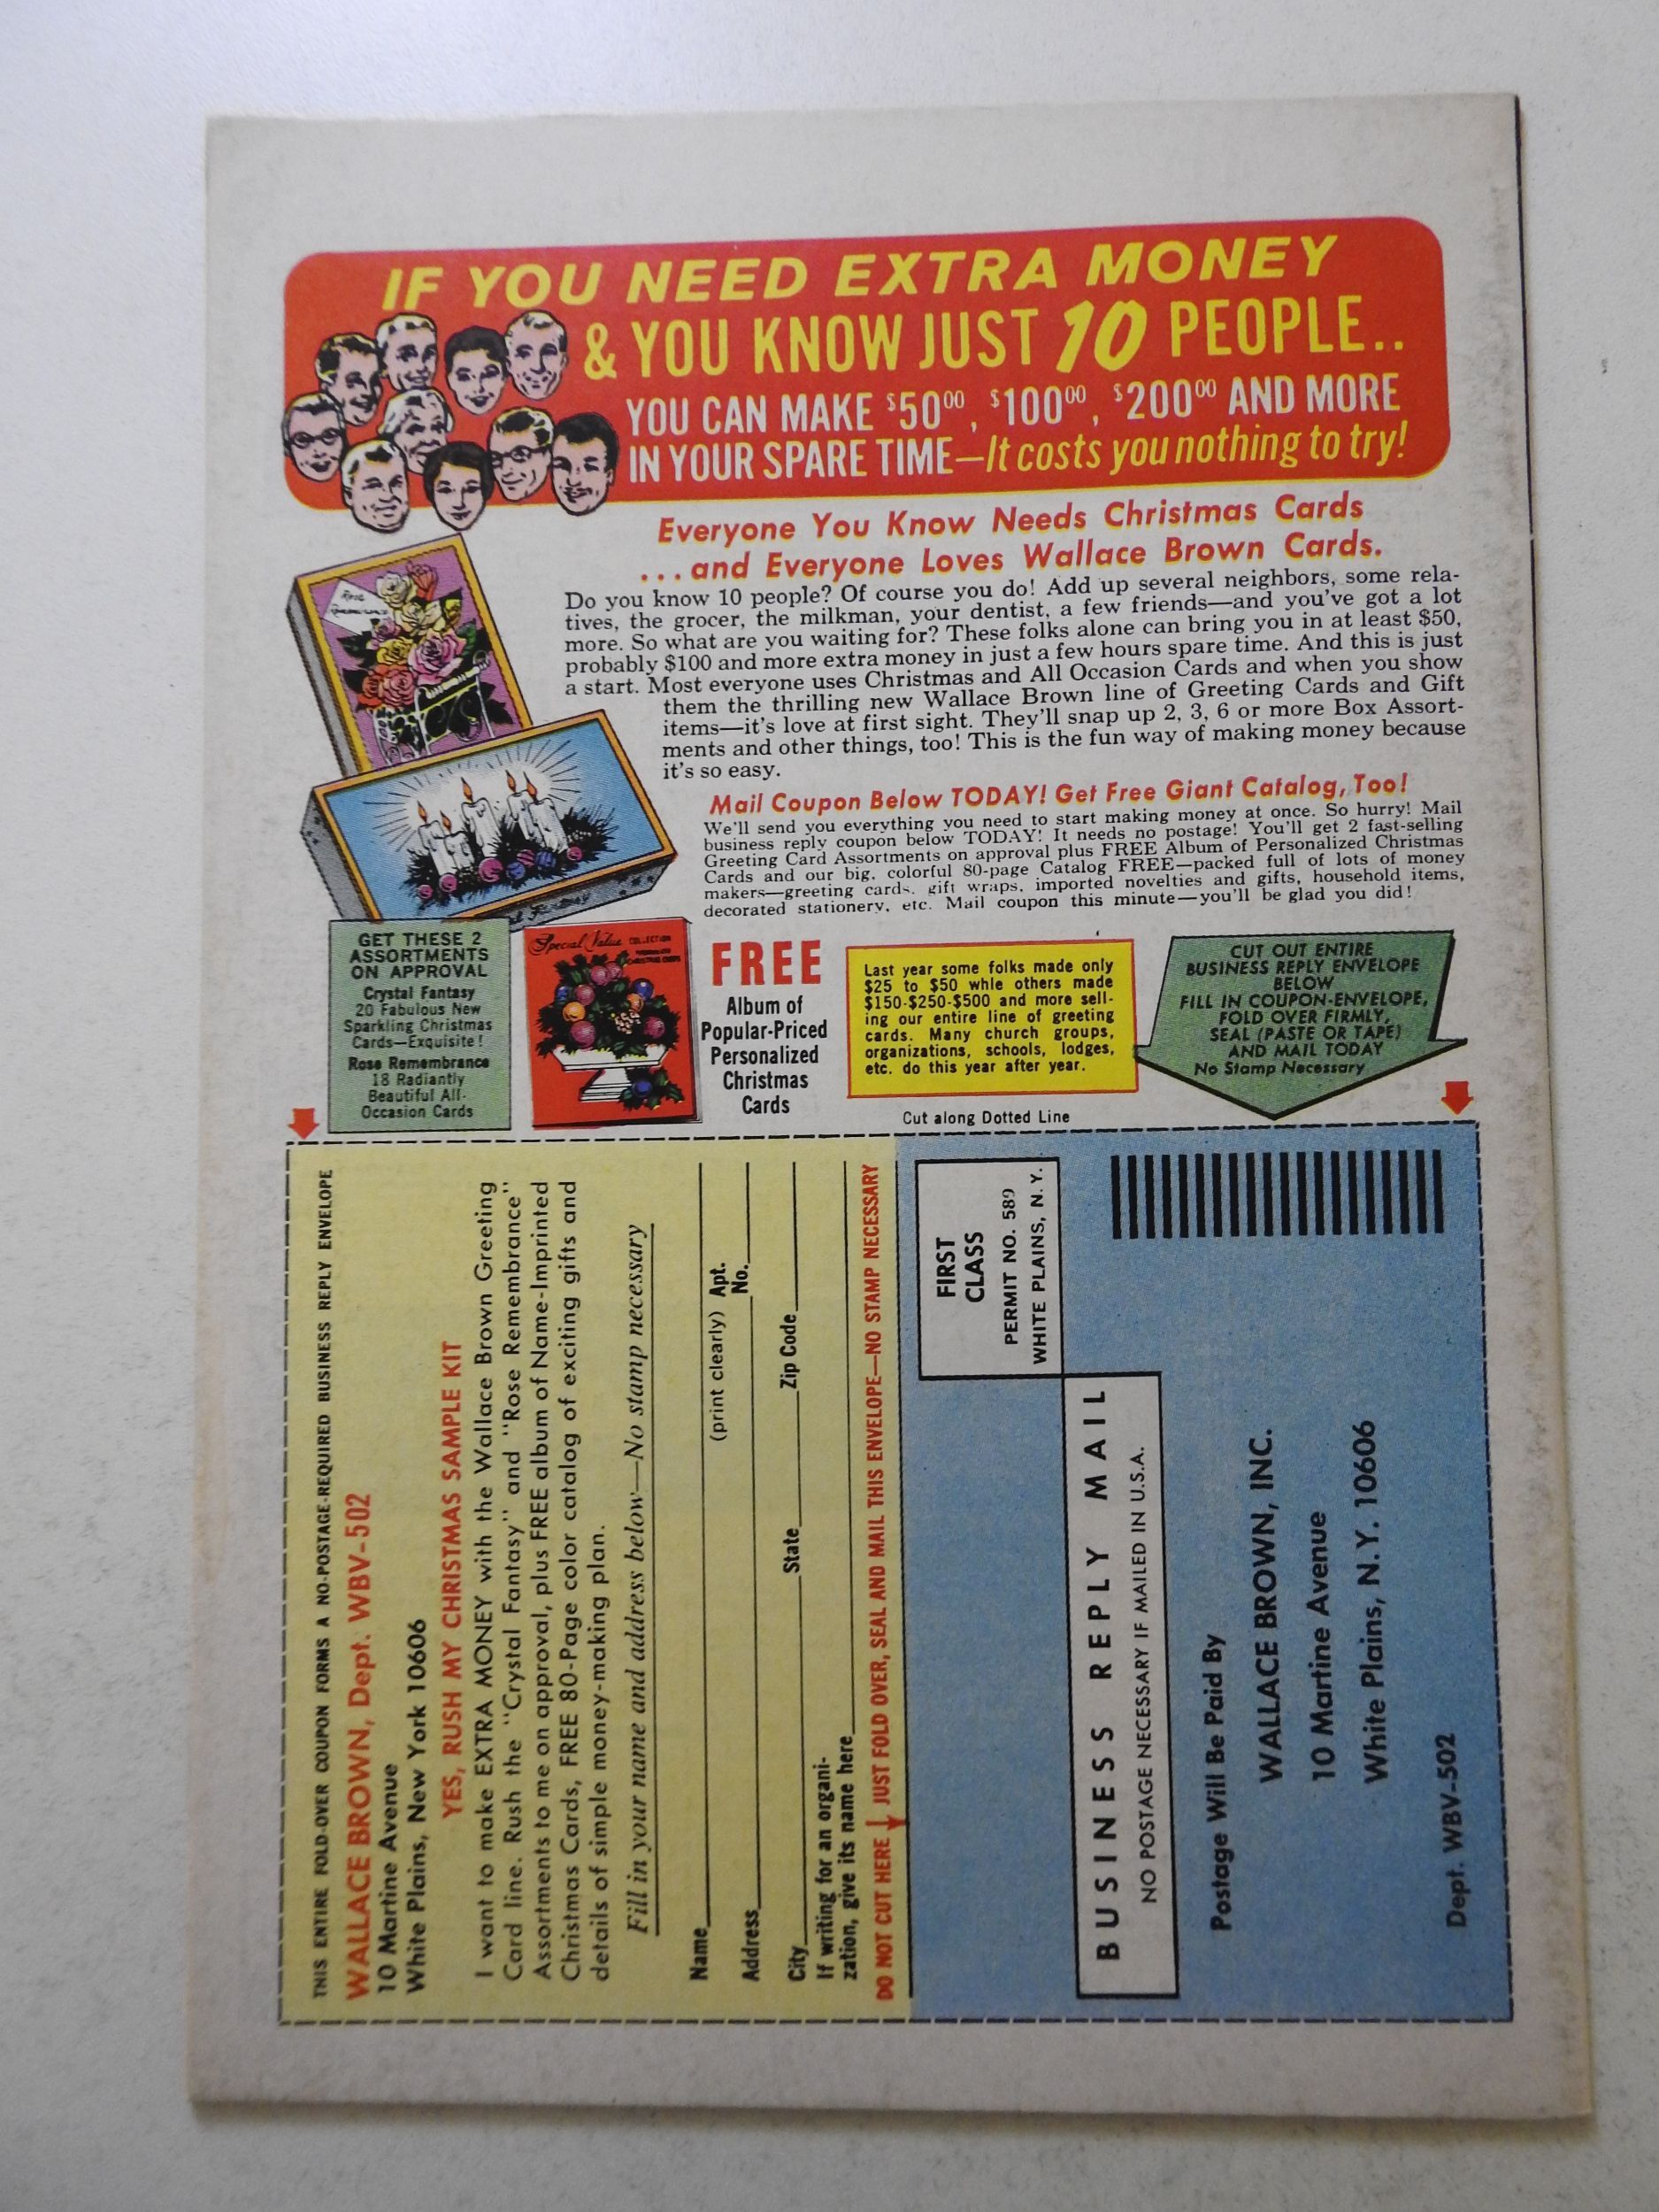 IF YOU NEED EXTRA MONEY
& YOU KNOW JUST 10 PEOPLE..
YOU CAN MAKE $5000, $10000, $20000 AND MORE
IN YOUR SPARE TIME—It costs you nothing to try!
Everyone You Know Needs Christmas Cards
...and Everyone Loves Wallace Brown Cards.
Do you know 10 people? Of course you do! Add up several neighbors, some rela-
tives, the grocer, the milkman, your dentist, a few friends—and you've got a lot
more. So what are you waiting for? These folks alone can bring you in at least $50,
probably $100 and more extra money in just a few hours spare time. And this is just
a start. Most everyone uses Christmas and All Occasion Cards and when you show
them the thrilling new Wallace Brown line of Greeting Cards and Gift
items—it's love at first sight. They'll snap up 2, 3, 6 or more Box Assort-
ments and other things, too! This is the fun way of making money because
it's so easy.
Rose
Remembrance
Mail Coupon Below TODAY! Get Free Giant Catalog, Too!
We'll send you everything you need to start making money at once. So hurry! Mail
business reply coupon below TODAY! It needs no postage! You'll get 2 fast-selling
Greeting Card Assortments on approval plus FREE Album of Personalized Christmas
Cards and our big, colorful 80-page Catalog FREE—packed full of lots of money
makers—greeting cards, gift wraps, imported novelties and gifts, household items,
decorated stationery, etc. Mail coupon this minute—you'll be glad you did!
GET THESE 2
ASSORTMENTS
ON APPROVAL
Crystal Fantasy
20 Fabulous New
Sparkling Christmas
Cards—Exquisite!
Rose Remembrance
18 Radiantly
Beautiful All-
Occasion Cards
Special Value COLLECTION
CHRISTMAS CARDS
FREE
Album of
Popular-Priced
Personalized
Christmas
Cards
Last year some folks made only
$25 to $50 whle others made
$150-$250-$500 and more sell-
ing our entire line of greeting
cards. Many church groups,
organizations, schools, lodges,
etc. do this year after year.
CUT OUT ENTIRE
BUSINESS REPLY ENVELOPE
BELOW
FILL IN COUPON-ENVELOPE,
FOLD OVER FIRMLY,
SEAL (PASTE OR TAPE)
AND MAIL TODAY
No Stamp Necessary
Cut along Dotted Line
THIS ENTIRE FOLD-OVER COUPON FORMS A NO-POSTAGE-REQUIRED BUSINESS REPLY ENVELOPE
WALLACE BROWN, Dept. WBV-502
10 Martine Avenue
White Plains, New York 10606
YES, RUSH MY CHRISTMAS SAMPLE KIT
I want to make EXTRA MONEY with the Wallace Brown Greeting
Card line. Rush the "Crystal Fantasy" and "Rose Remembrance"
Assortments to me on approval, plus FREE album of Name-Imprinted
Christmas Cards, FREE 80-Page color catalog of exciting gifts and
details of simple money-making plan.
Fill in your name and address below—No stamp necessary
Name
(print clearly)
Address Apt. No.
City State Zip Code
If writing for an organi-
zation, give its name here
DO NOT CUT HERE JUST FOLD OVER, SEAL AND MAIL THIS ENVELOPE—NO STAMP NECESSARY
FIRST
CLASS
PERMIT NO. 589
WHITE PLAINS, N.Y.
BUSINESS REPLY MAIL
NO POSTAGE NECESSARY IF MAILED IN U.S.A.
Postage Will Be Paid By
WALLACE BROWN, INC.
10 Martine Avenue
White Plains, N.Y. 10606
Dept. WBV-502